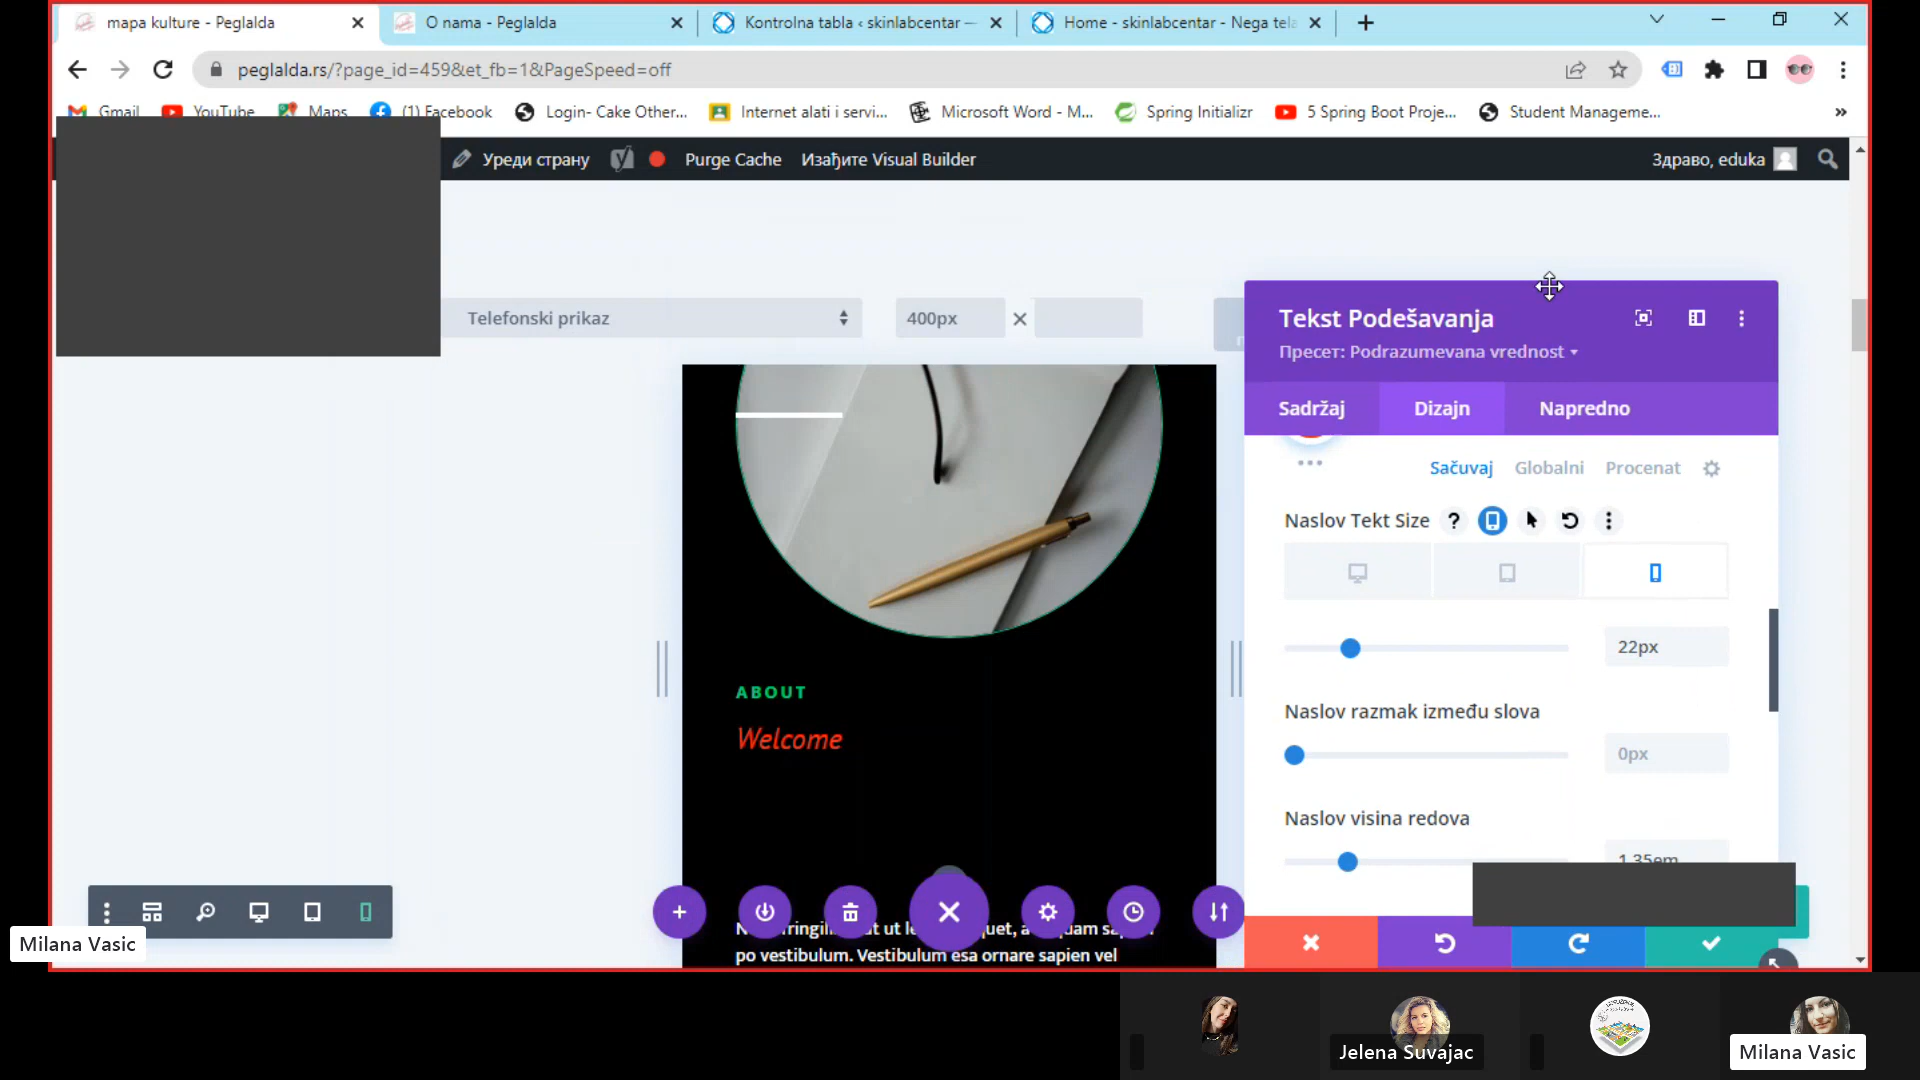 mapa kulture - Peglalda
O nama - Peglalda
Kontrolna tabla ‹ skinlabcentar —
Home - skinlabcentar - Nega tela
peglalda.rs/?page_id=459&et_fb=1&PageSpeed=off
Gmail
YouTube
Maps
(1) Facebook
Login- Cake Other...
Internet alati i servi...
Microsoft Word - M...
Spring Initializr
5 Spring Boot Proje...
Student Manageme...
»
Уреди страну
Purge Cache
Изађите Visual Builder
Здраво, eduka
Telefonski prikaz
400px
Tekst Podešavanja
Пресет: Podrazumevana vrednost
Sadržaj
Dizajn
Napredno
Sačuvaj
Globalni
Procenat
Naslov Tekt Size
?
22px
Naslov razmak između slova
0px
Naslov visina redova
1.35em
ABOUT
Welcome
po vestibulum. Vestibulum esa ornare sapien vel
Milana Vasic
Jelena Suvajac
Milana Vasic